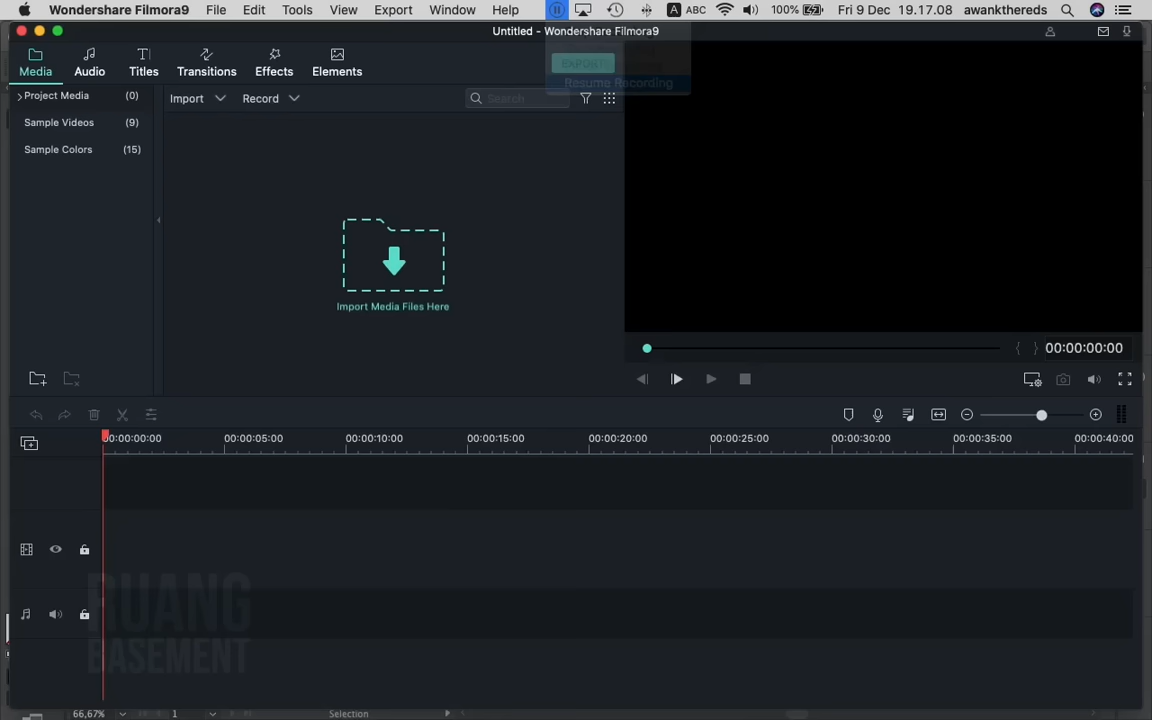 Wondershare Filmora9 File Edit Tools View Export Window Help A ABC 100% Fri 9 Dec 19.17.08 awankthereds
Untitled - Wondershare Filmora9
Media Audio Titles Transitions Effects Elements
EXPORT
Resume Recording
Project Media (0)
Import Record Search
Sample Videos (9)
Sample Colors (15)
Import Media Files Here
00:00:00:00
00:00:00:00 00:00:05:00 00:00:10:00 00:00:15:00 00:00:20:00 00:00:25:00 00:00:30:00 00:00:35:00 00:00:40:00
RUANG
BASEMENT
66,67% 1 Selection